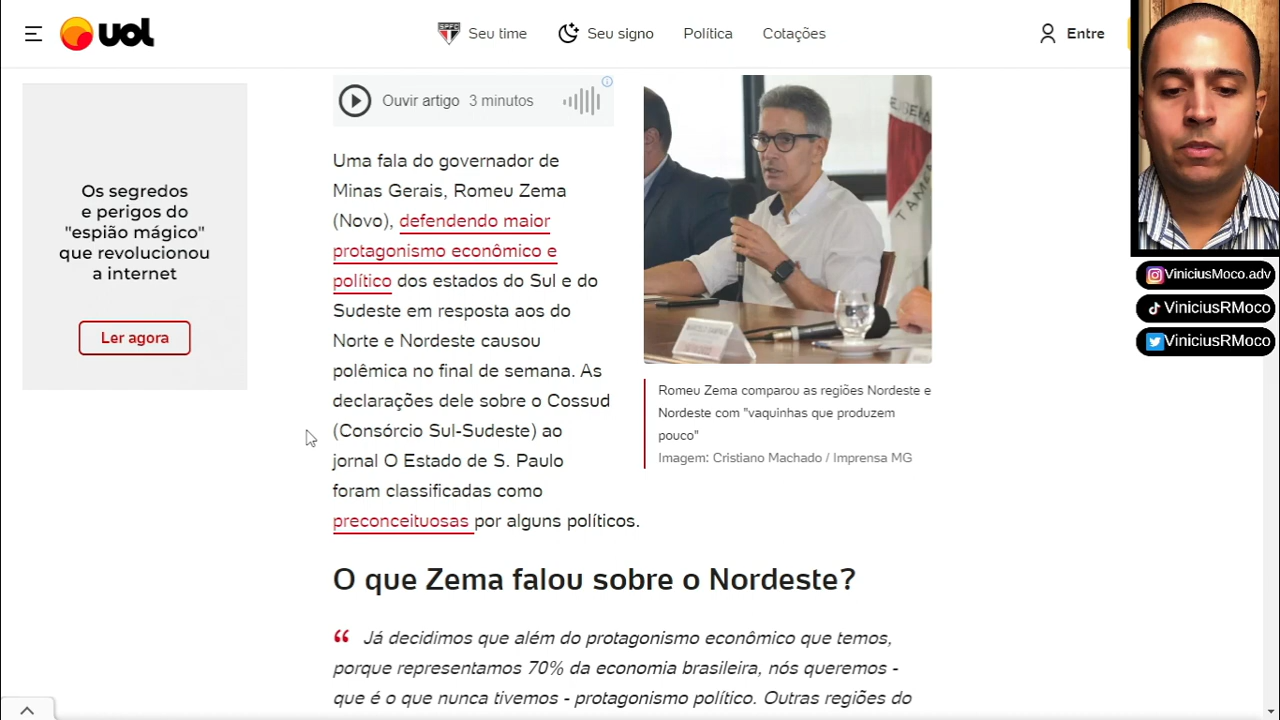 uol
Seu time
Seu signo
Política
Cotações
Entre
Os segredos
e perigos do
"espião mágico"
que revolucionou
a internet
Ler agora
Ouvir artigo 3 minutos
Uma fala do governador de
Minas Gerais, Romeu Zema
(Novo), defendendo maior
protagonismo econômico e
político dos estados do Sul e do
Sudeste em resposta aos do
Norte e Nordeste causou
polêmica no final de semana. As
declarações dele sobre o Cossud
(Consórcio Sul-Sudeste) ao
jornal O Estado de S. Paulo
foram classificadas como
preconceituosas por alguns políticos.
Romeu Zema comparou as regiões Nordeste e
Nordeste com "vaquinhas que produzem
pouco"
Imagem: Cristiano Machado / Imprensa MG
O que Zema falou sobre o Nordeste?
“ Já decidimos que além do protagonismo econômico que temos,
porque representamos 70% da economia brasileira, nós queremos -
que é o que nunca tivemos - protagonismo político. Outras regiões do
ViniciusMoco.adv
ViniciusRMoco
ViniciusRMoco